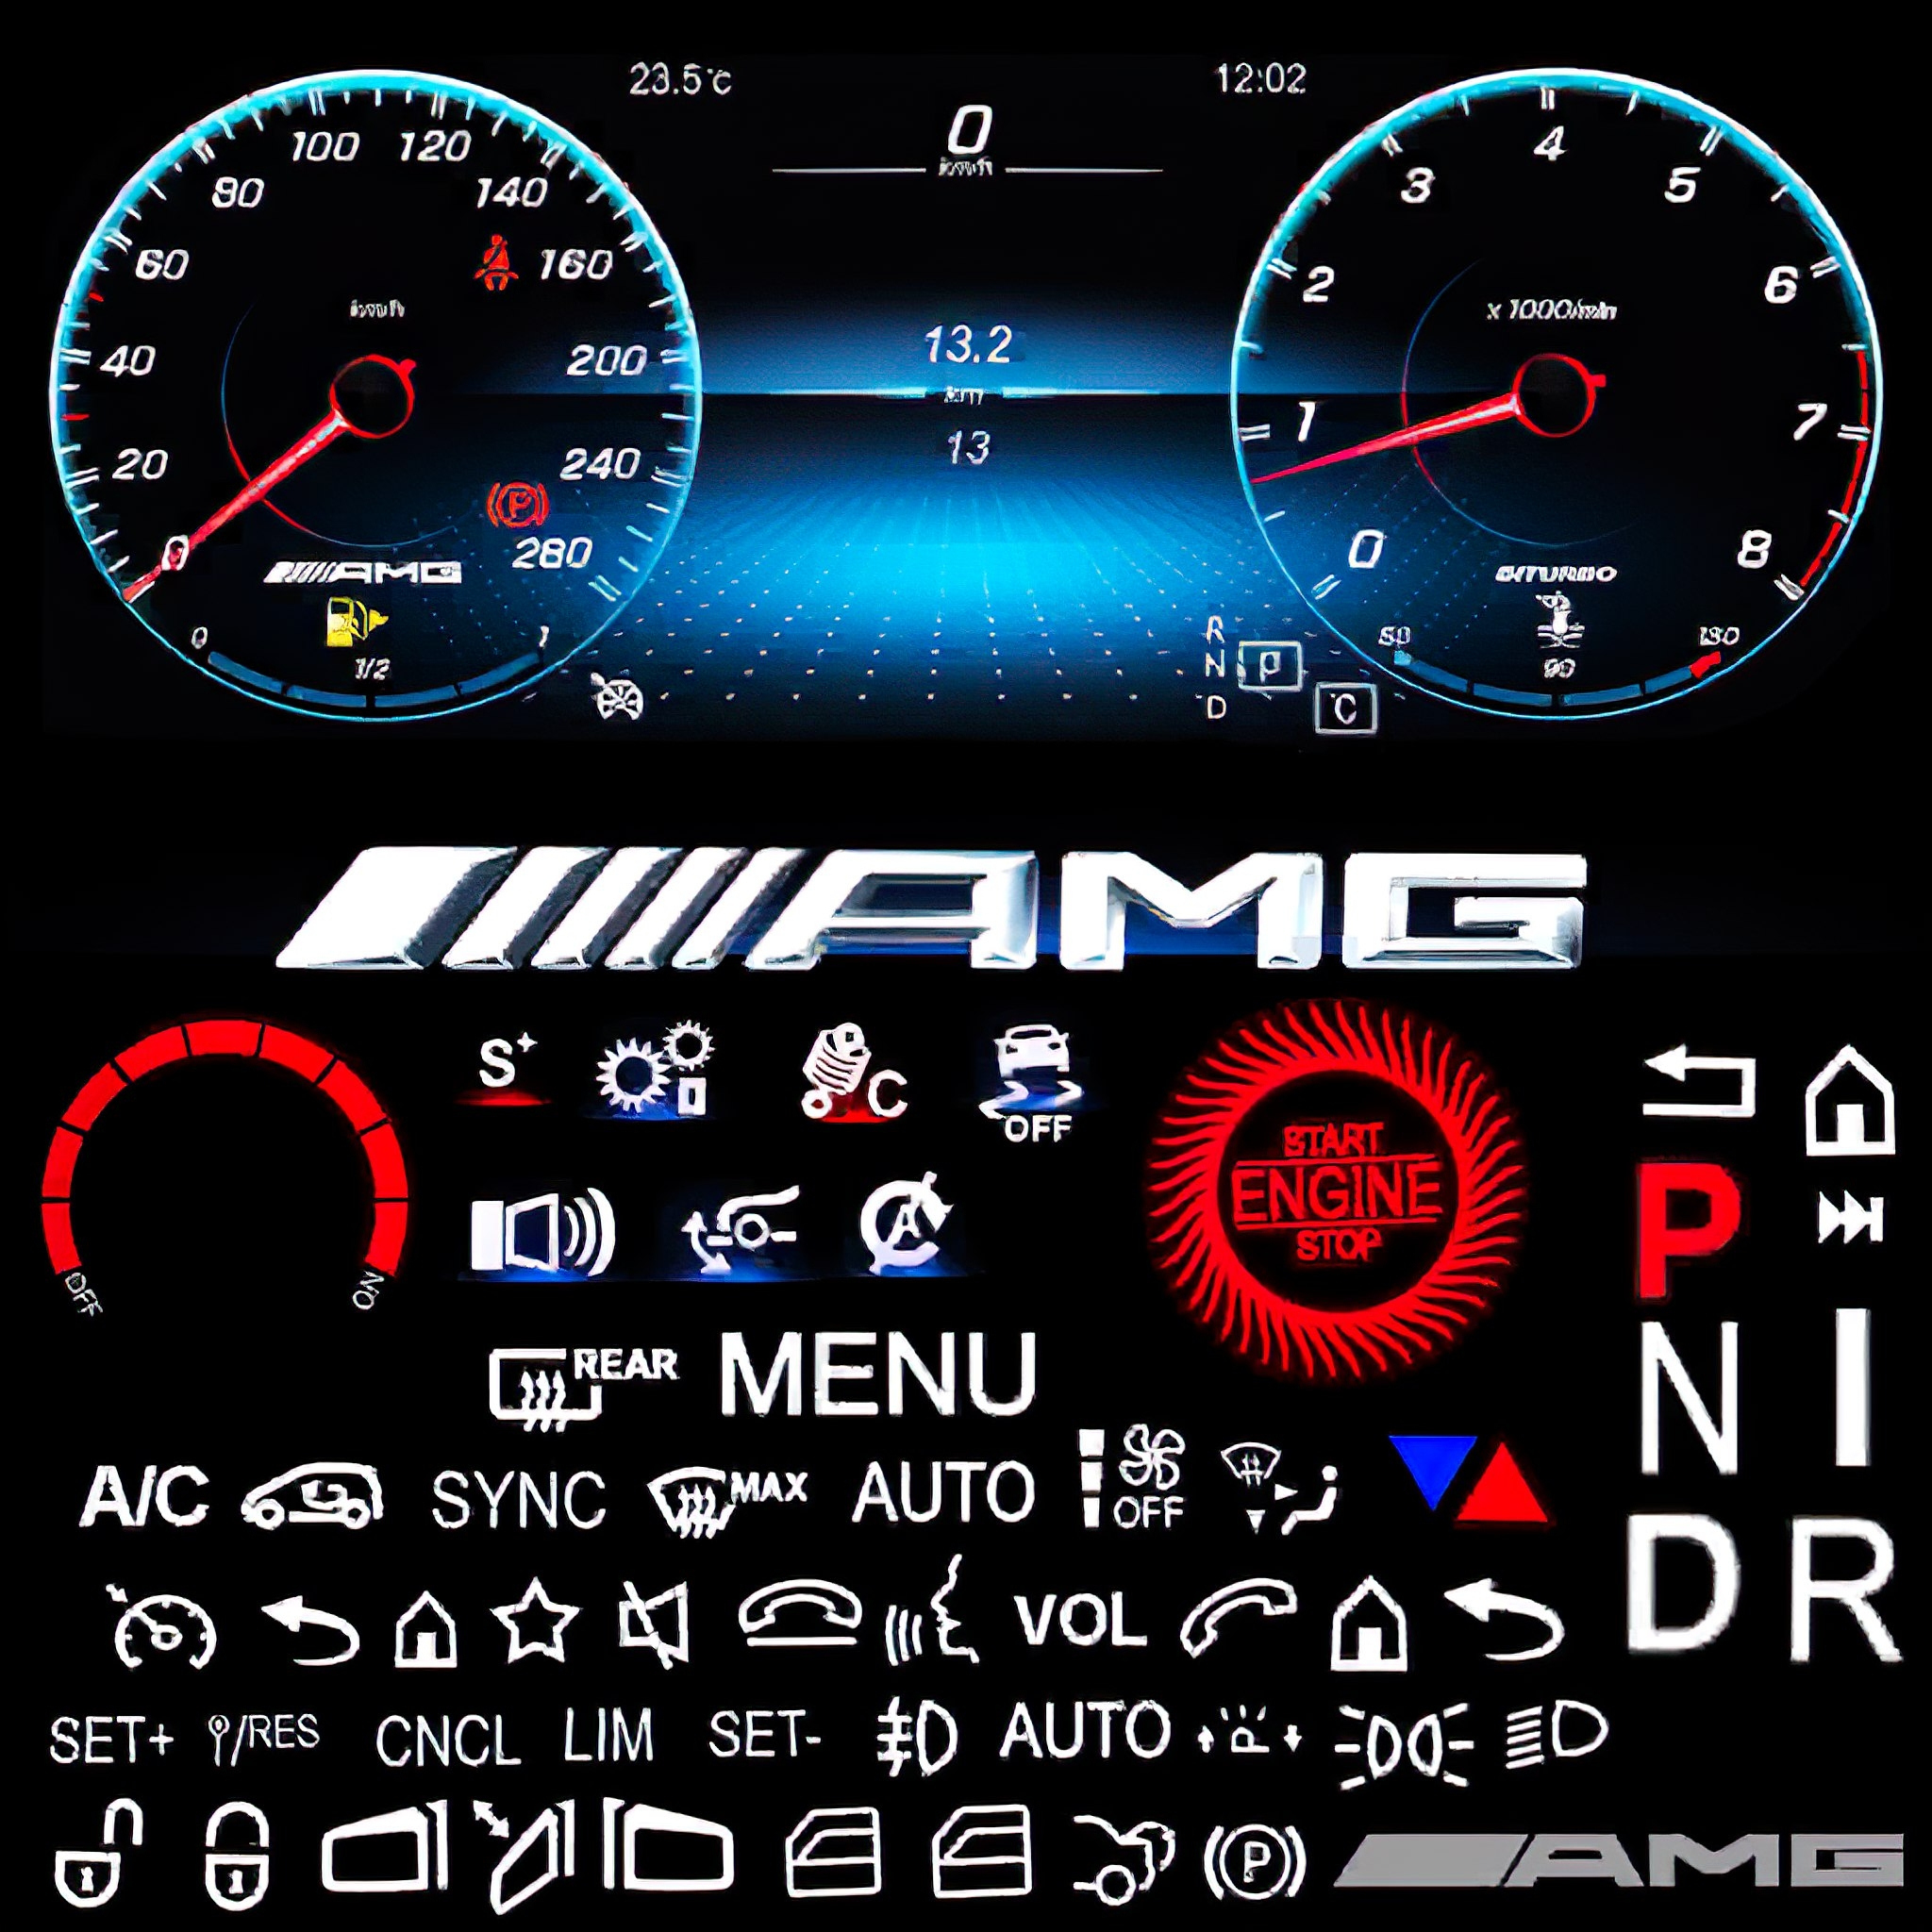 23.5°c
12:02
0
km/h
100 120
80 140
60 160
km/h
40 200
20 240
0 280
AMG
0 1/2 1
13.2
km
13
4
3 5
2 6
x 1000/min
1 7
0 8
BITURBO
50 90 130
R
N P
D C
AMG
S+
C
OFF
A
OFF ON
START
ENGINE
STOP
P
N I
D R
REAR MENU
A/C SYNC MAX AUTO OFF
VOL
SET+ /RES CNCL LIM SET- AUTO P
P AMG